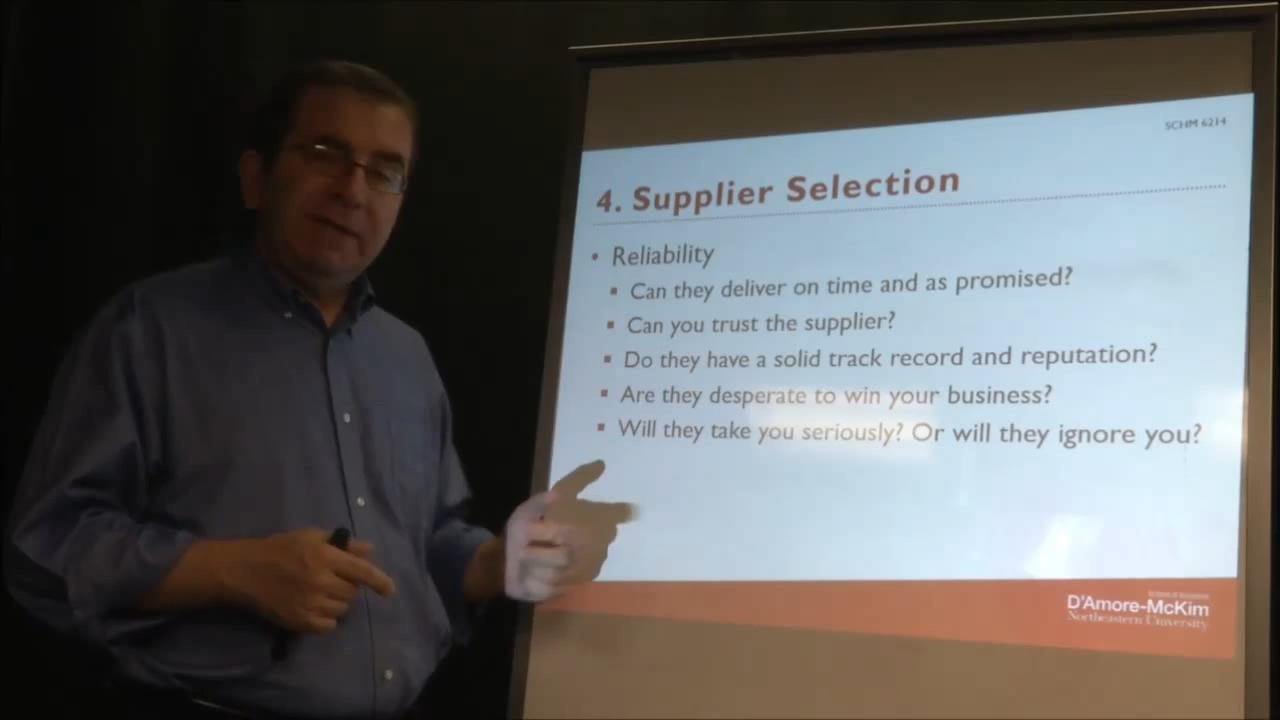 SCHM 6214
4. Supplier Selection
• Reliability
▪ Can they deliver on time and as promised?
▪ Can you trust the supplier?
▪ Do they have a solid track record and reputation?
▪ Are they desperate to win your business?
▪ Will they take you seriously? Or will they ignore you?
D'Amore-McKim
Northeastern University